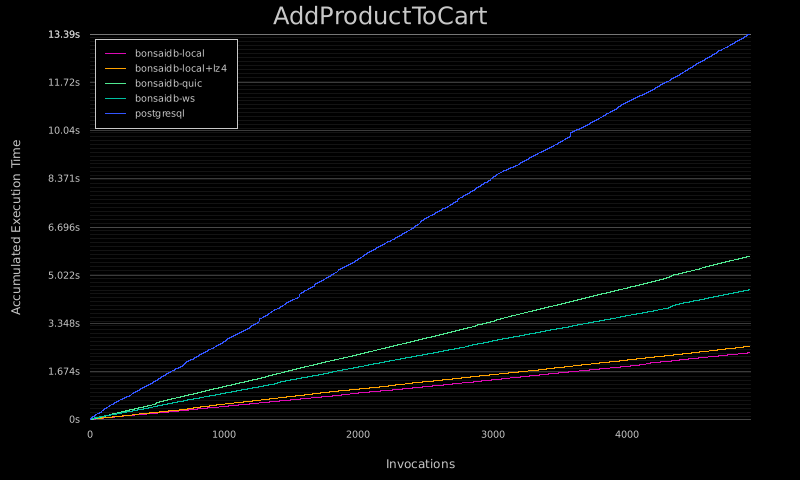 AddProductToCart
13.39s
11.72s
10.04s
8.371s
6.696s
5.022s
3.348s
1.674s
0s
Accumulated Execution Time
bonsaidb-local
bonsaidb-local+lz4
bonsaidb-quic
bonsaidb-ws
postgresql
0 1000 2000 3000 4000
Invocations